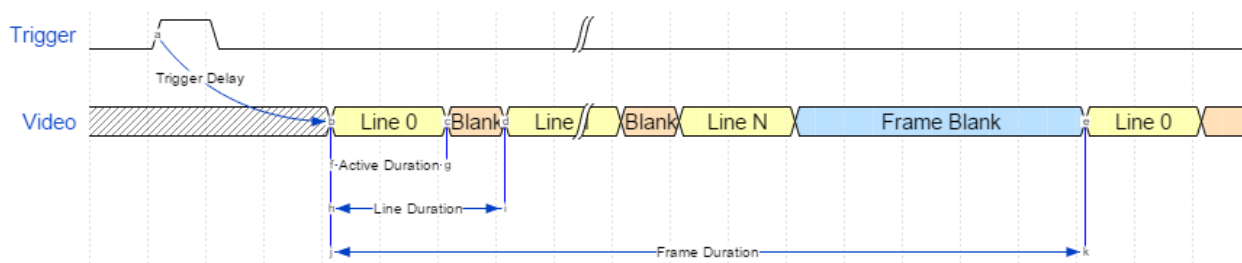 Trigger
a
Trigger Delay
Video
b Line 0 c Blank d Line Blank Line N Frame Blank e Line 0
f Active Duration g
h Line Duration i
j Frame Duration k